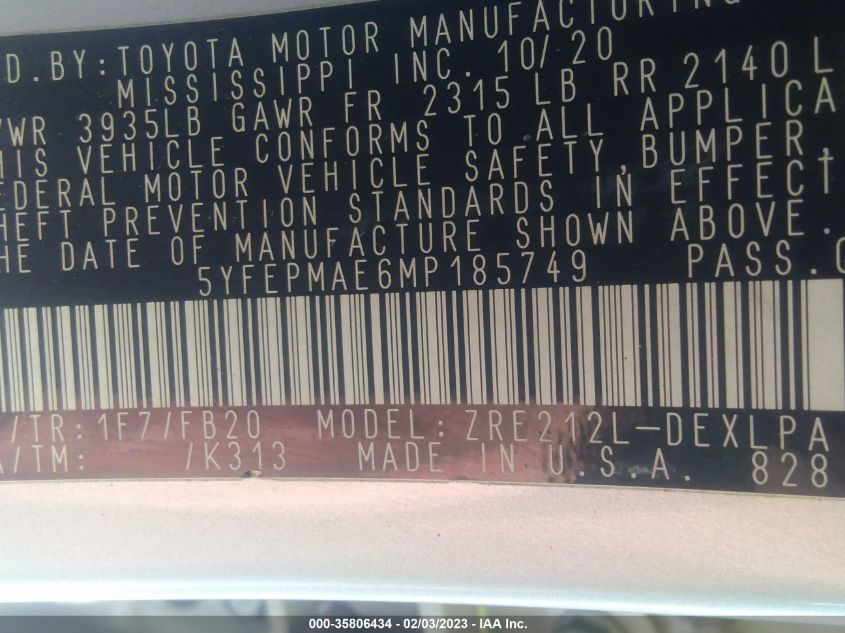 D.BY:TOYOTA MOTOR MANUFACTURING
MISSISSIPPI INC. 10/20
VWR 3935LB GAWR FR 2315 LB RR 2140 L
HIS VEHICLE CONFORMS TO ALL APPLICA
EDERAL MOTOR VEHICLE SAFETY, BUMPER,
HEFT PREVENTION STANDARDS IN EFFECT
HE DATE OF MANUFACTURE SHOWN ABOVE.
5YFEPMAE6MP185749 PASS.C
/TR:1F7/FB20 MODEL:ZRE212L-DEXLPA
A/TM: /K313 MADE IN U.S.A. 828
000-35806434 - 02/03/2023 - IAA Inc.